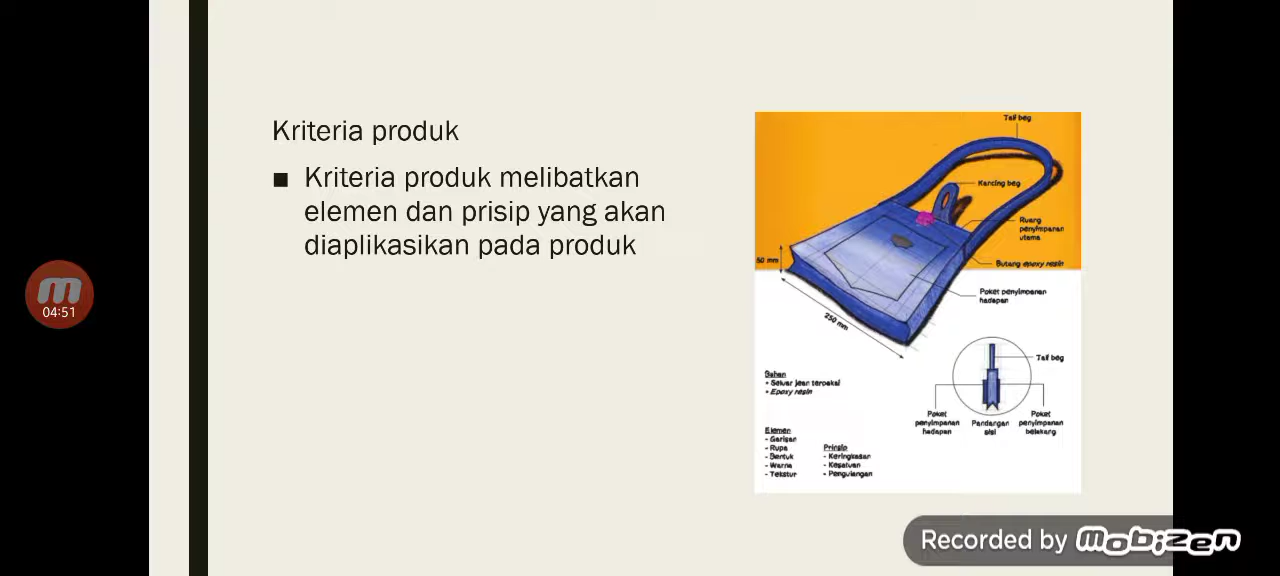 Kriteria produk
■ Kriteria produk melibatkan
elemen dan prisip yang akan
diaplikasikan pada produk
Tali beg
Kancing beg
Ruang
penyimpanan
utama
Butang epoxy resin
Poket penyimpanan
hadapan
50 mm
250 mm
Tali beg
Poket
penyimpanan
hadapan
Pandangan
sisi
Poket
penyimpanan
belakang
Bahan
• Seluar jean terpakai
• Epoxy resin
Elemen
- Garisan
- Rupa
- Bentuk
- Warna
- Tekstur
Prinsip
- Keringkasan
- Kesatuan
- Pengulangan
04:51
Recorded by mobizen